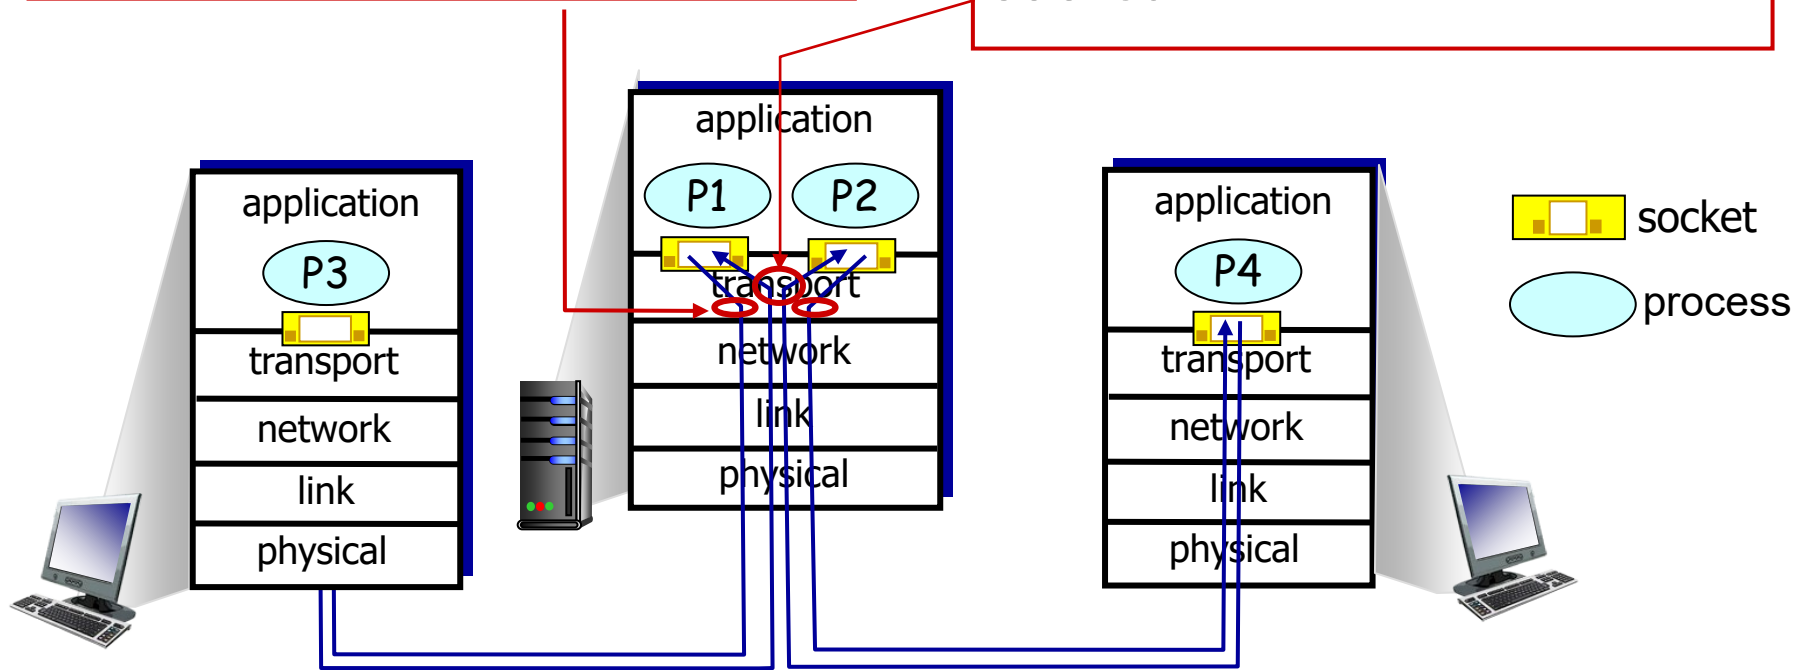 application
P1
P2
transport
network
link
physical
application
P3
transport
network
link
physical
application
P4
transport
network
link
physical
socket
process